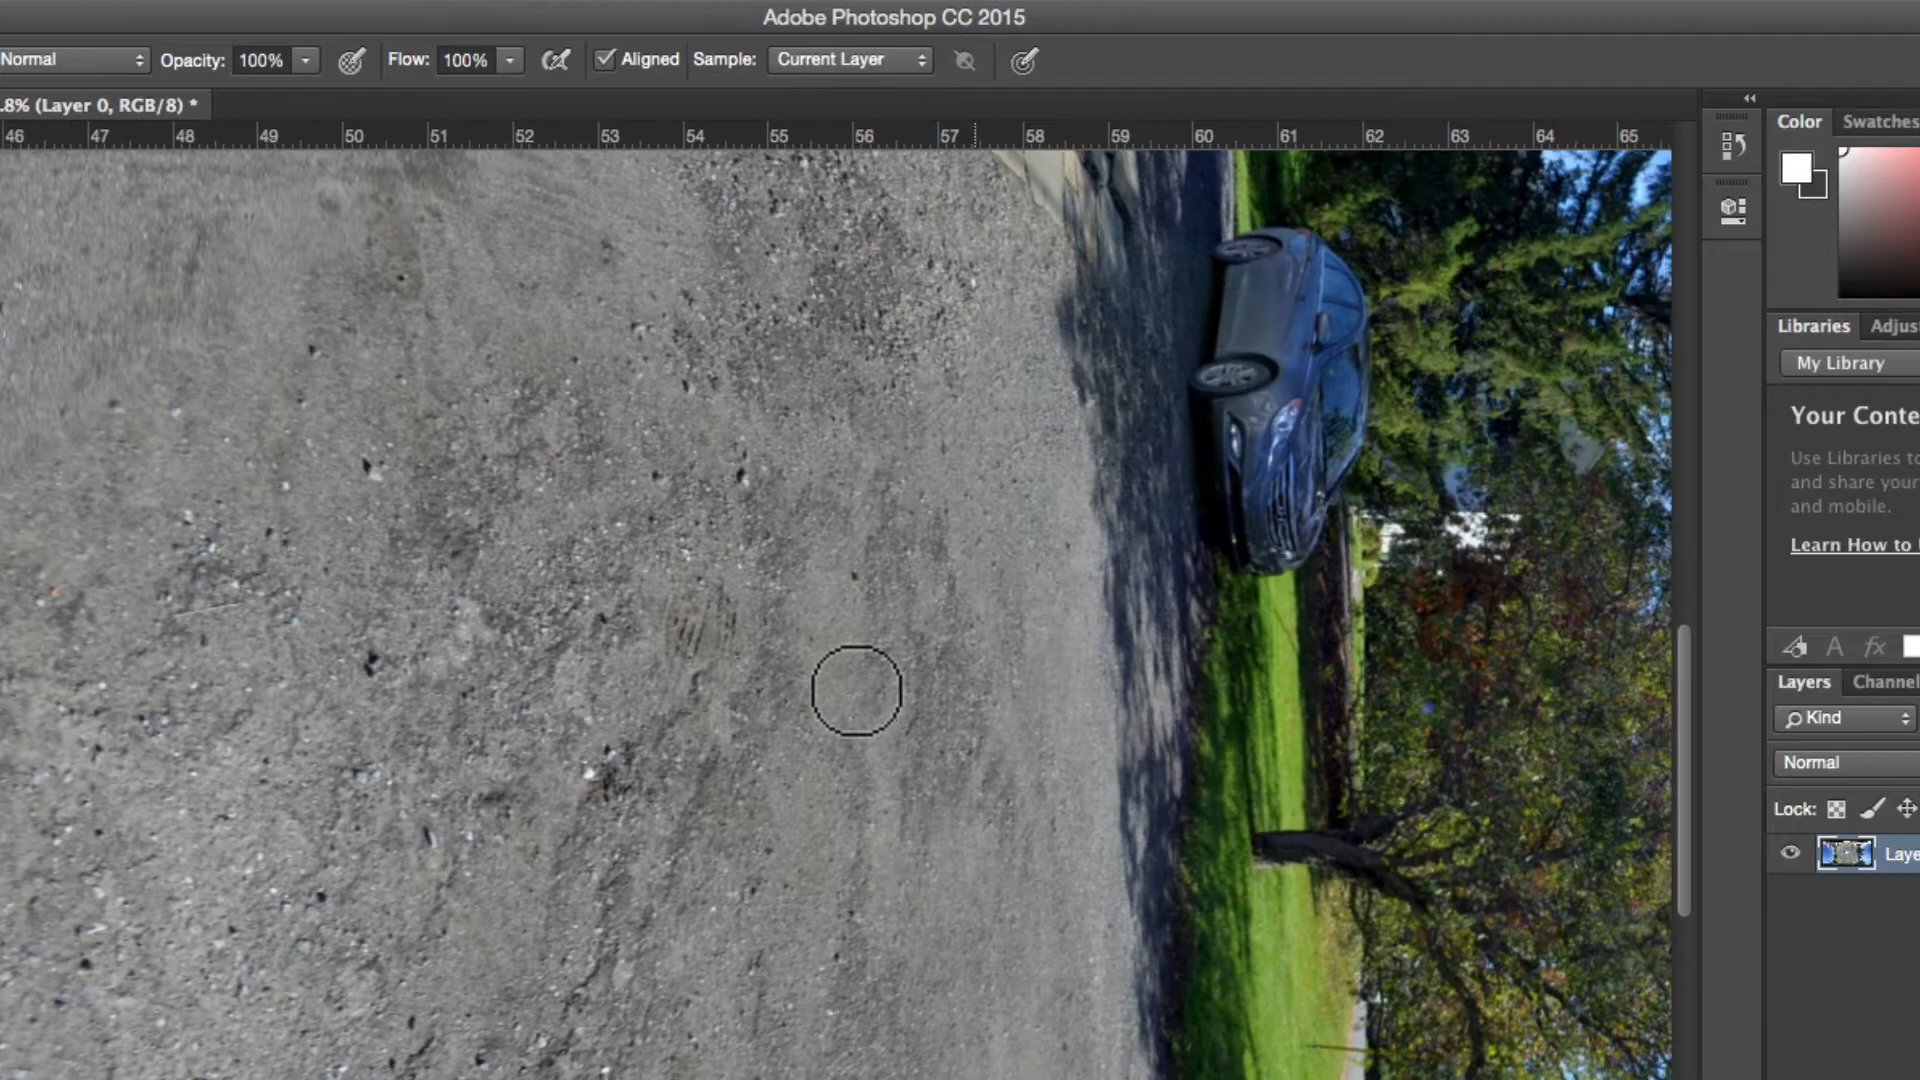 Adobe Photoshop CC 2015
Normal Opacity: 100% Flow: 100% Aligned Sample: Current Layer
.8% (Layer 0, RGB/8) *
46 47 48 49 50 51 52 53 54 55 56 57 58 59 60 61 62 63 64 65
Color Swatches
Libraries Adjus
My Library
Your Conte
Use Libraries to
and share your
and mobile.
Learn How to
A fx
Layers Channel
Kind
Normal
Lock:
Laye